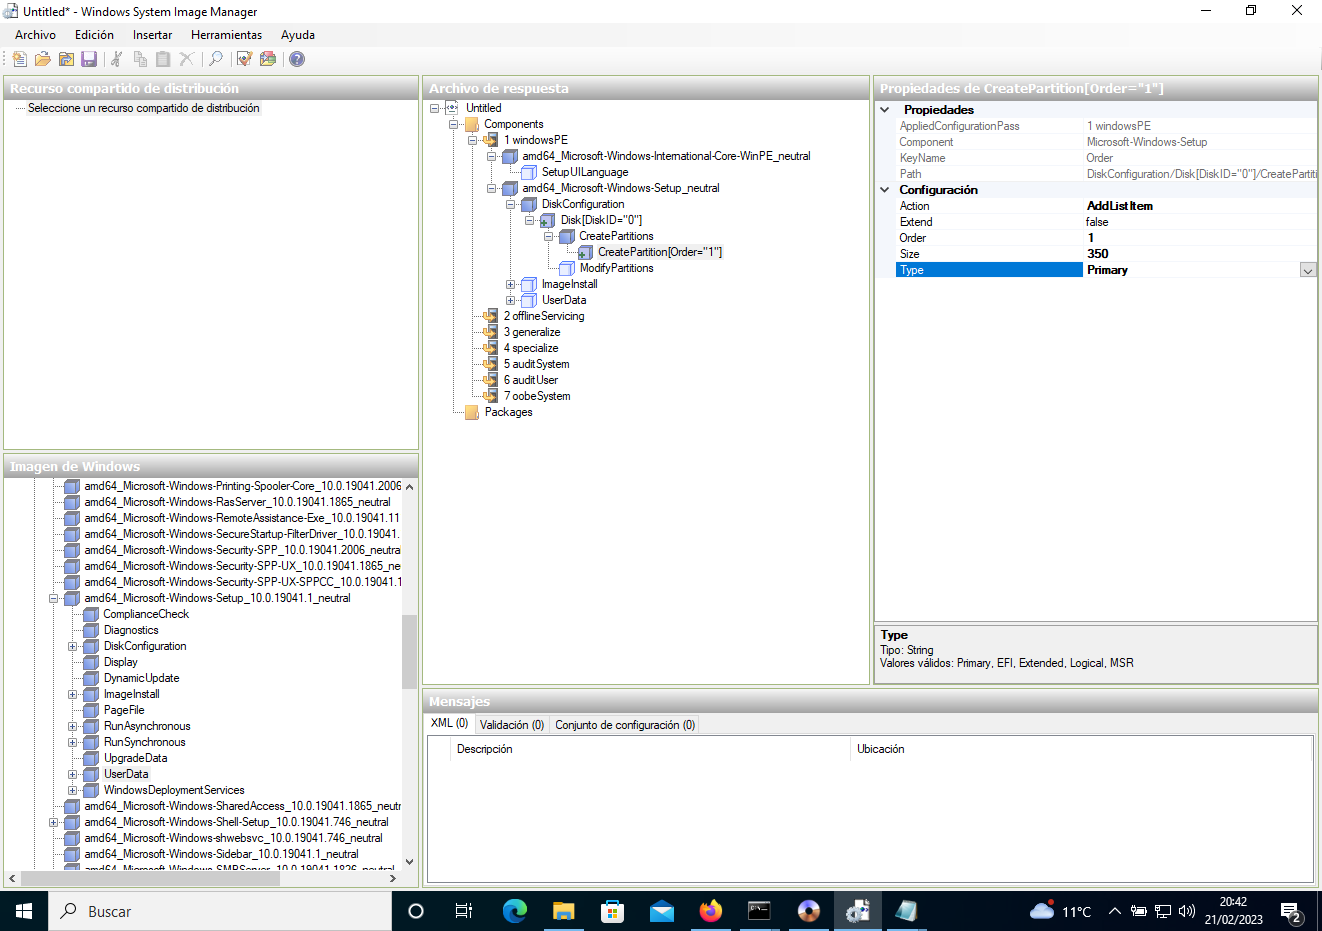 Untitled* - Windows System Image Manager
Archivo Edición Insertar Herramientas Ayuda
Recurso compartido de distribución
Seleccione un recurso compartido de distribución
Imagen de Windows
amd64_Microsoft-Windows-Printing-Spooler-Core_10.0.19041.2006
amd64_Microsoft-Windows-RasServer_10.0.19041.1865_neutral
amd64_Microsoft-Windows-RemoteAssistance-Exe_10.0.19041.11
amd64_Microsoft-Windows-SecureStartup-FilterDriver_10.0.19041.
amd64_Microsoft-Windows-Security-SPP_10.0.19041.2006_neutra
amd64_Microsoft-Windows-Security-SPP-UX_10.0.19041.1865_ne
amd64_Microsoft-Windows-Security-SPP-UX-SPPCC_10.0.19041.1
amd64_Microsoft-Windows-Setup_10.0.19041.1_neutral
ComplianceCheck
Diagnostics
DiskConfiguration
Display
DynamicUpdate
ImageInstall
PageFile
RunAsynchronous
RunSynchronous
UpgradeData
UserData
WindowsDeploymentServices
amd64_Microsoft-Windows-SharedAccess_10.0.19041.1865_neutr
amd64_Microsoft-Windows-Shell-Setup_10.0.19041.746_neutral
amd64_Microsoft-Windows-shwebsvc_10.0.19041.746_neutral
amd64_Microsoft-Windows-Sidebar_10.0.19041.1_neutral
amd64_Microsoft-Windows-SMBServer_10.0.19041.1826_neutral
Archivo de respuesta
Untitled
Components
1 windowsPE
amd64_Microsoft-Windows-International-Core-WinPE_neutral
SetupUILanguage
amd64_Microsoft-Windows-Setup_neutral
DiskConfiguration
Disk[DiskID="0"]
CreatePartitions
CreatePartition[Order="1"]
ModifyPartitions
ImageInstall
UserData
2 offlineServicing
3 generalize
4 specialize
5 auditSystem
6 auditUser
7 oobeSystem
Packages
Propiedades de CreatePartition[Order="1"]
Propiedades
AppliedConfigurationPass 1 windowsPE
Component Microsoft-Windows-Setup
KeyName Order
Path DiskConfiguration/Disk[DiskID="0"]/CreatePartiti
Configuración
Action AddListItem
Extend false
Order 1
Size 350
Type Primary
Type
Tipo: String
Valores válidos: Primary, EFI, Extended, Logical, MSR
Mensajes
XML (0) Validación (0) Conjunto de configuración (0)
Descripción Ubicación
Buscar
11°C
20:42
21/02/2023
2